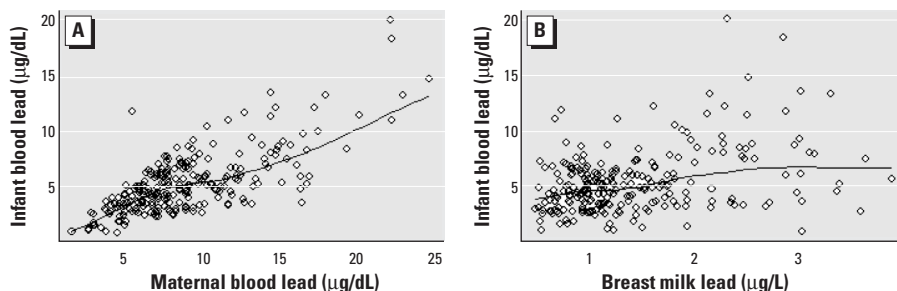 A
Infant blood lead (µg/dL)
20
15
10
5
5 10 15 20 25
Maternal blood lead (µg/dL)
B
Infant blood lead (µg/dL)
20
15
10
5
1 2 3
Breast milk lead (µg/L)